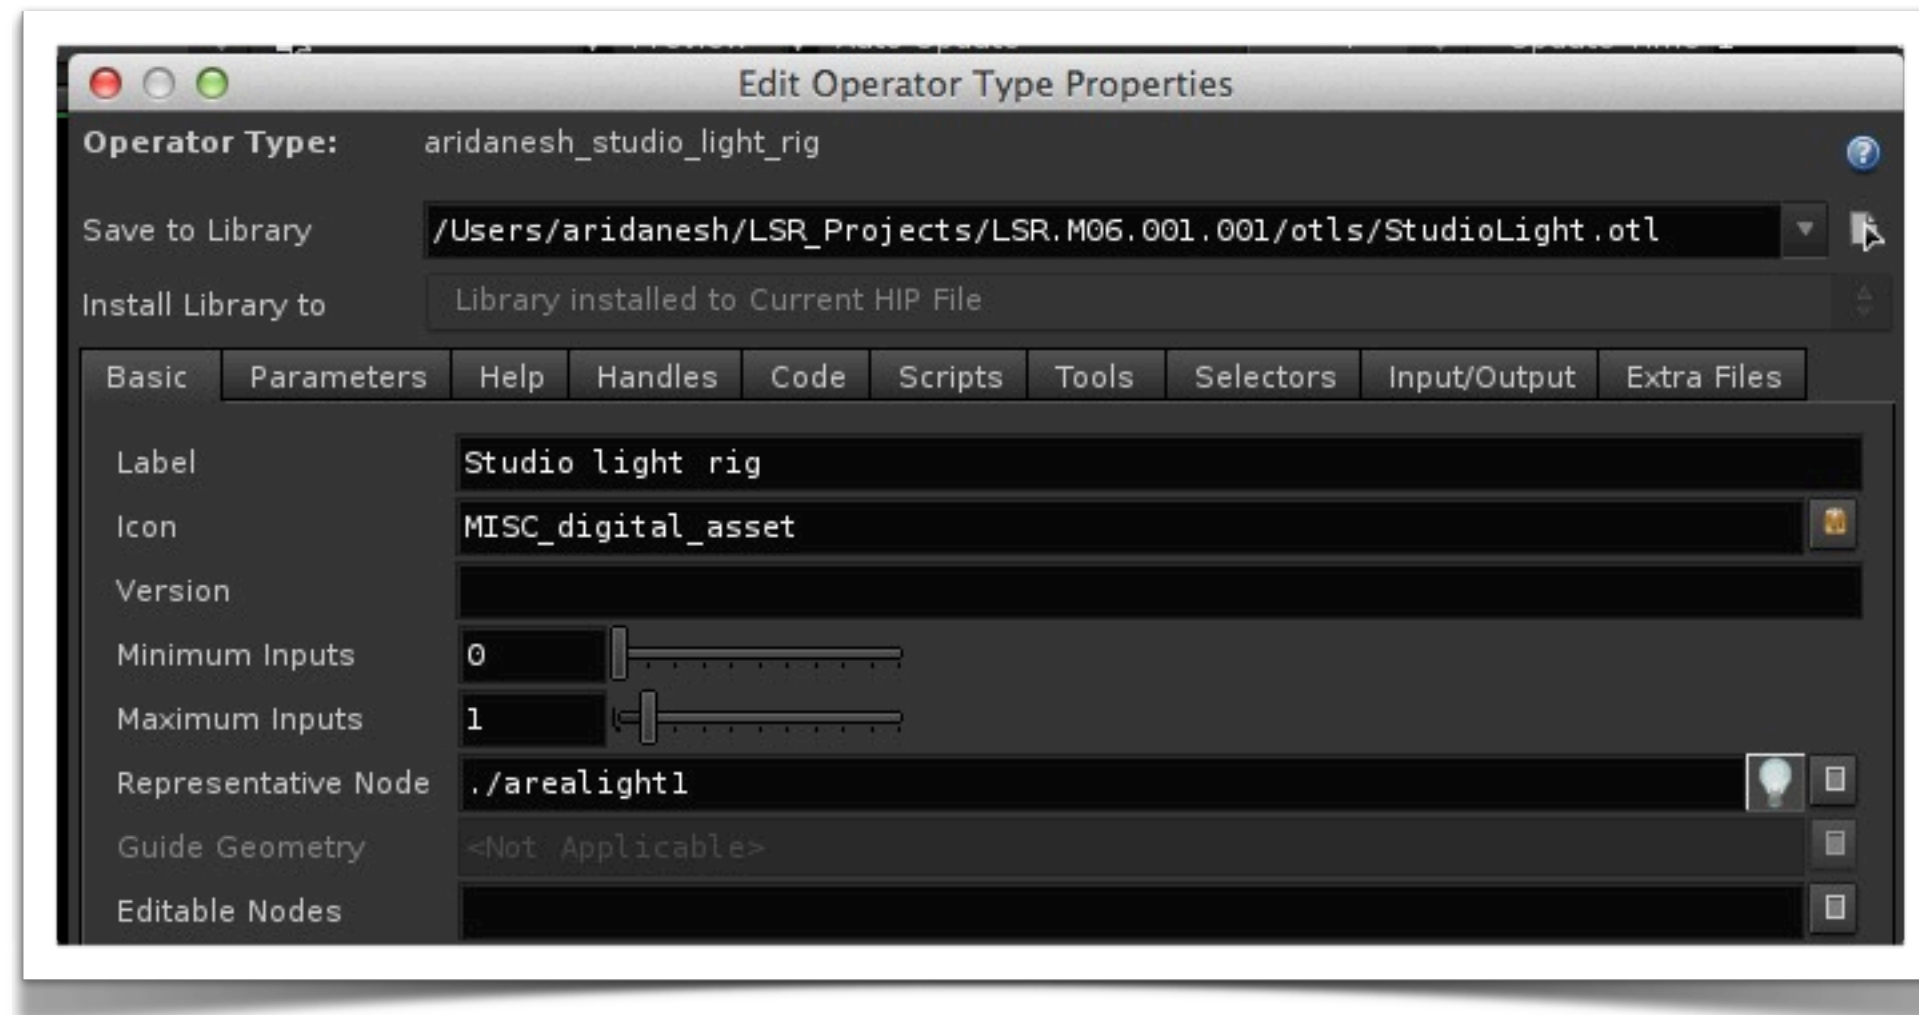 Edit Operator Type Properties
Operator Type: aridanesh_studio_light_rig
Save to Library /Users/aridanesh/LSR_Projects/LSR.M06.001.001/otls/StudioLight.otl
Install Library to Library installed to Current HIP File
Basic Parameters Help Handles Code Scripts Tools Selectors Input/Output Extra Files
Label Studio light rig
Icon MISC_digital_asset
Version
Minimum Inputs 0
Maximum Inputs 1
Representative Node ./arealight1
Guide Geometry <Not Applicable>
Editable Nodes